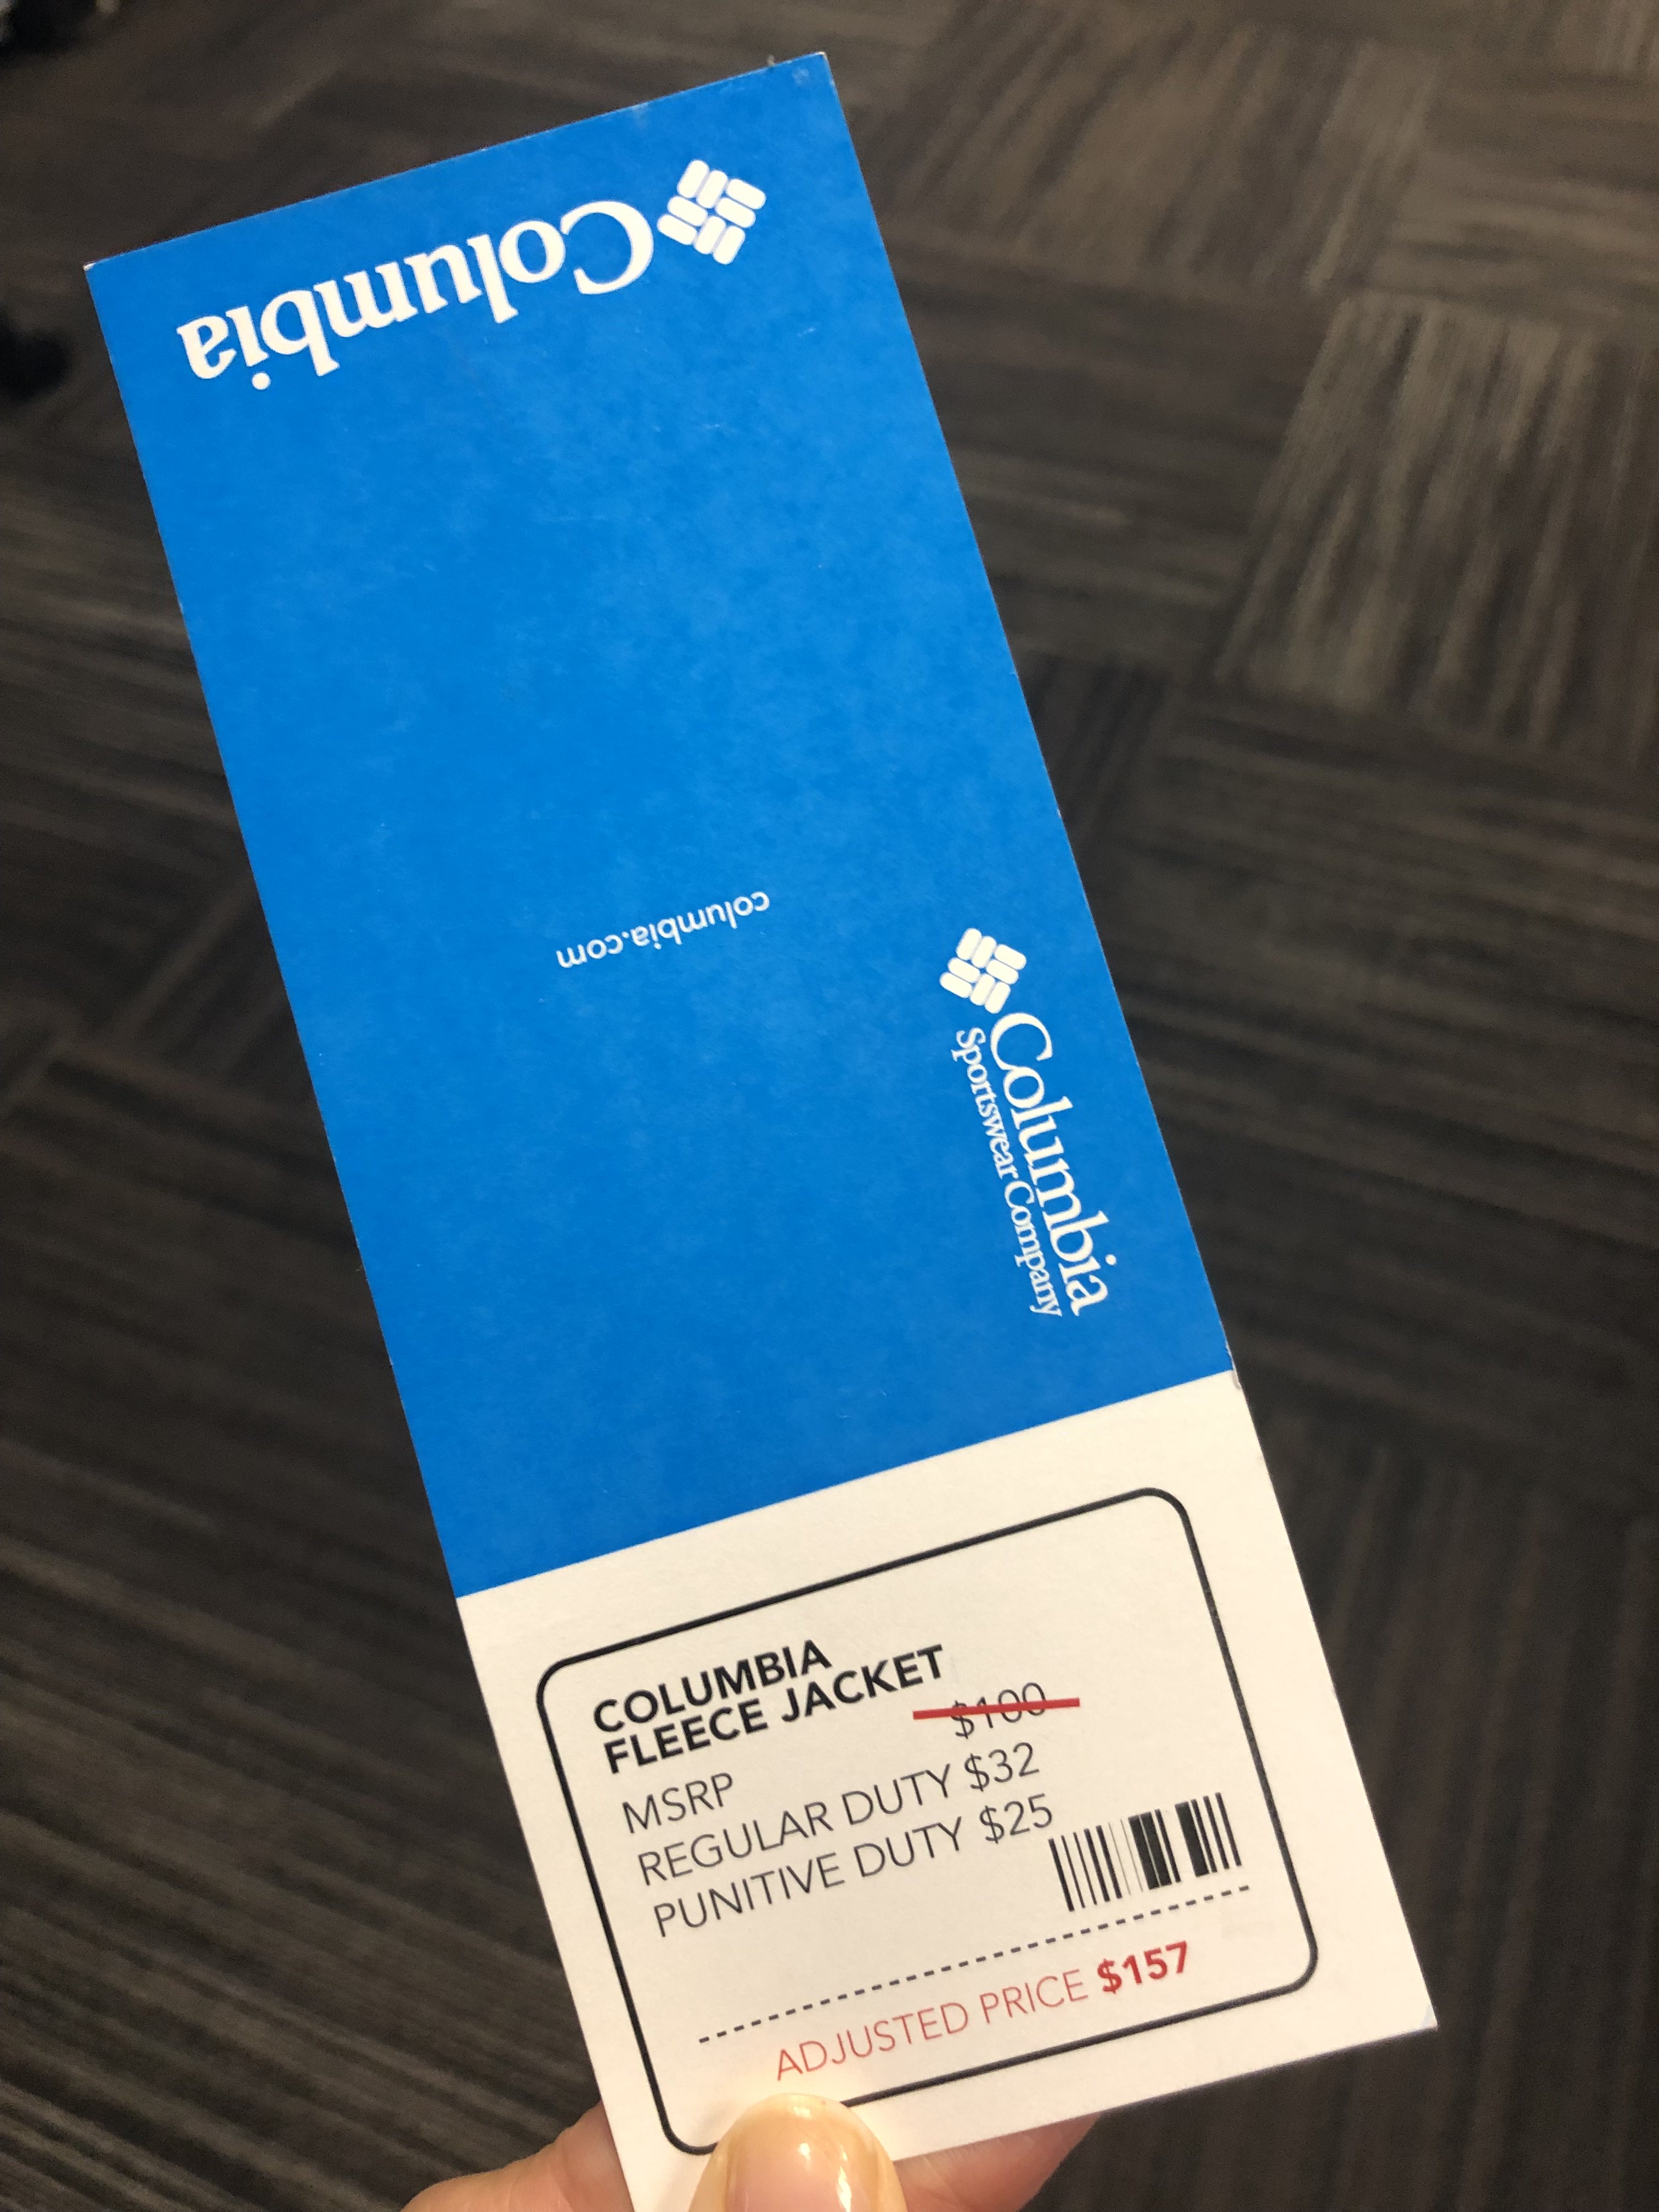 Columbia
columbia.com
Columbia
Sportswear Company
COLUMBIA
FLEECE JACKET
MSRP $100
REGULAR DUTY $32
PUNITIVE DUTY $25
ADJUSTED PRICE $157